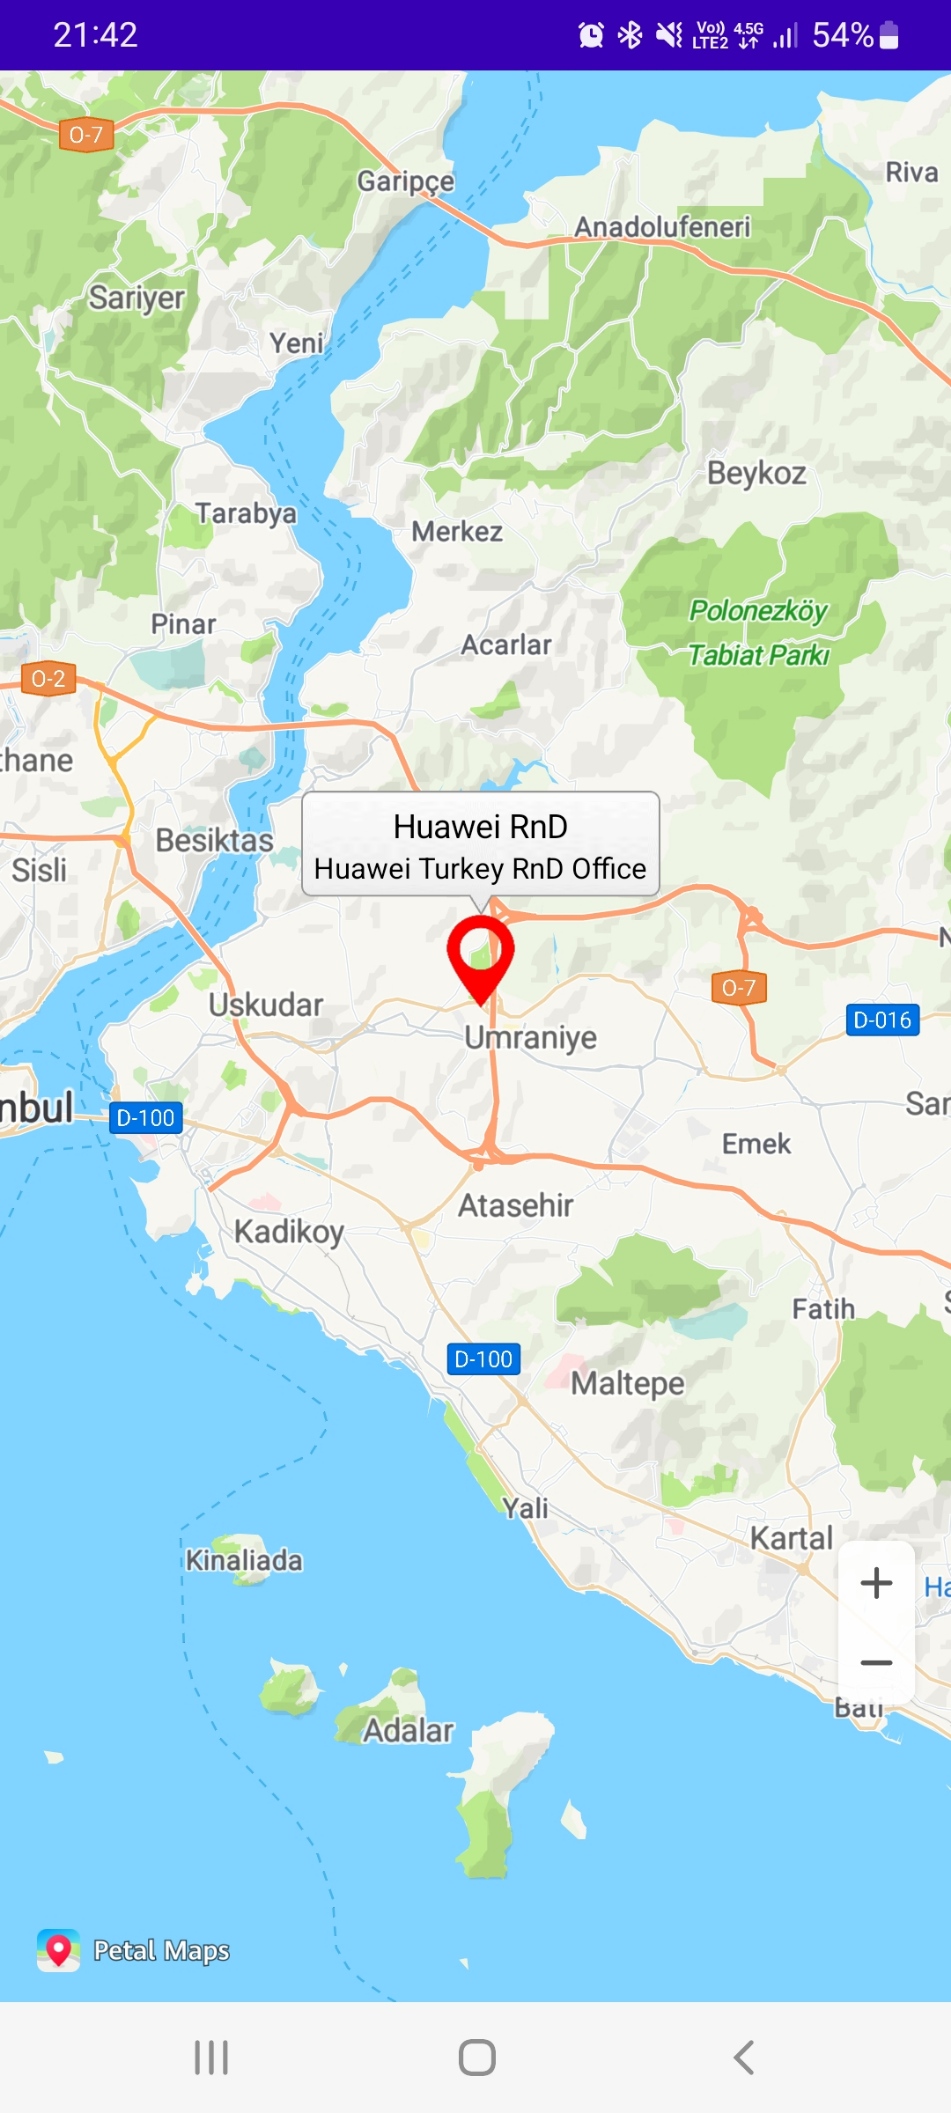 21:42
Vo)) LTE2
4.5G
54%
O-7
Garipçe
Riva
Anadolufeneri
Sariyer
Yeni
Beykoz
Tarabya
Merkez
Polonezköy
Tabiat Parkı
Pinar
Acarlar
O-2
thane
Besiktas
Sisli
Huawei RnD
Huawei Turkey RnD Office
N
O-7
Uskudar
D-016
Umraniye
nbul
D-100
Sar
Emek
Atasehir
Kadikoy
Fatih
S
D-100
Maltepe
Yali
Kartal
Kinaliada
+
Ha
−
Bati
Adalar
Petal Maps